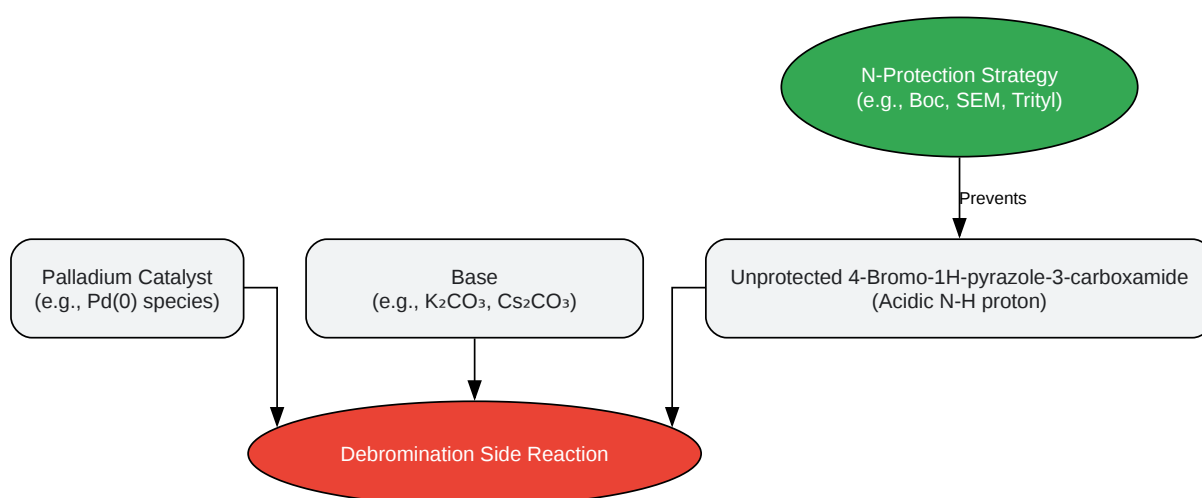 N-Protection Strategy
(e.g., Boc, SEM, Trityl)
Prevents
Palladium Catalyst
(e.g., Pd(0) species)
Base
(e.g., K₂CO₃, Cs₂CO₃)
Unprotected 4-Bromo-1H-pyrazole-3-carboxamide
(Acidic N-H proton)
Debromination Side Reaction